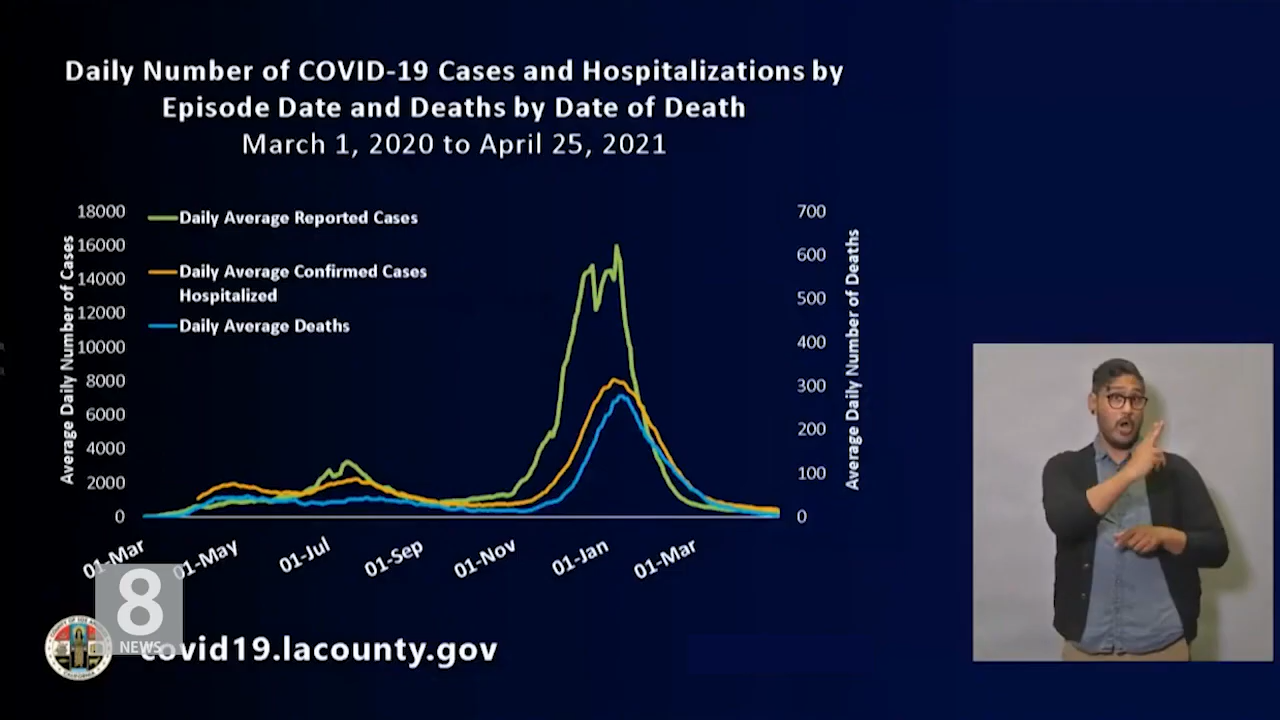 Daily Number of COVID-19 Cases and Hospitalizations by
Episode Date and Deaths by Date of Death
March 1, 2020 to April 25, 2021
18000
16000
14000
12000
10000
8000
6000
4000
2000
0
Average Daily Number of Cases
Daily Average Reported Cases
Daily Average Confirmed Cases
Hospitalized
Daily Average Deaths
700
600
500
400
300
200
100
0
Average Daily Number of Deaths
01-Mar
01-May
01-Jul
01-Sep
01-Nov
01-Jan
01-Mar
8
NEWS
covid19.lacounty.gov
CALIFORNIA